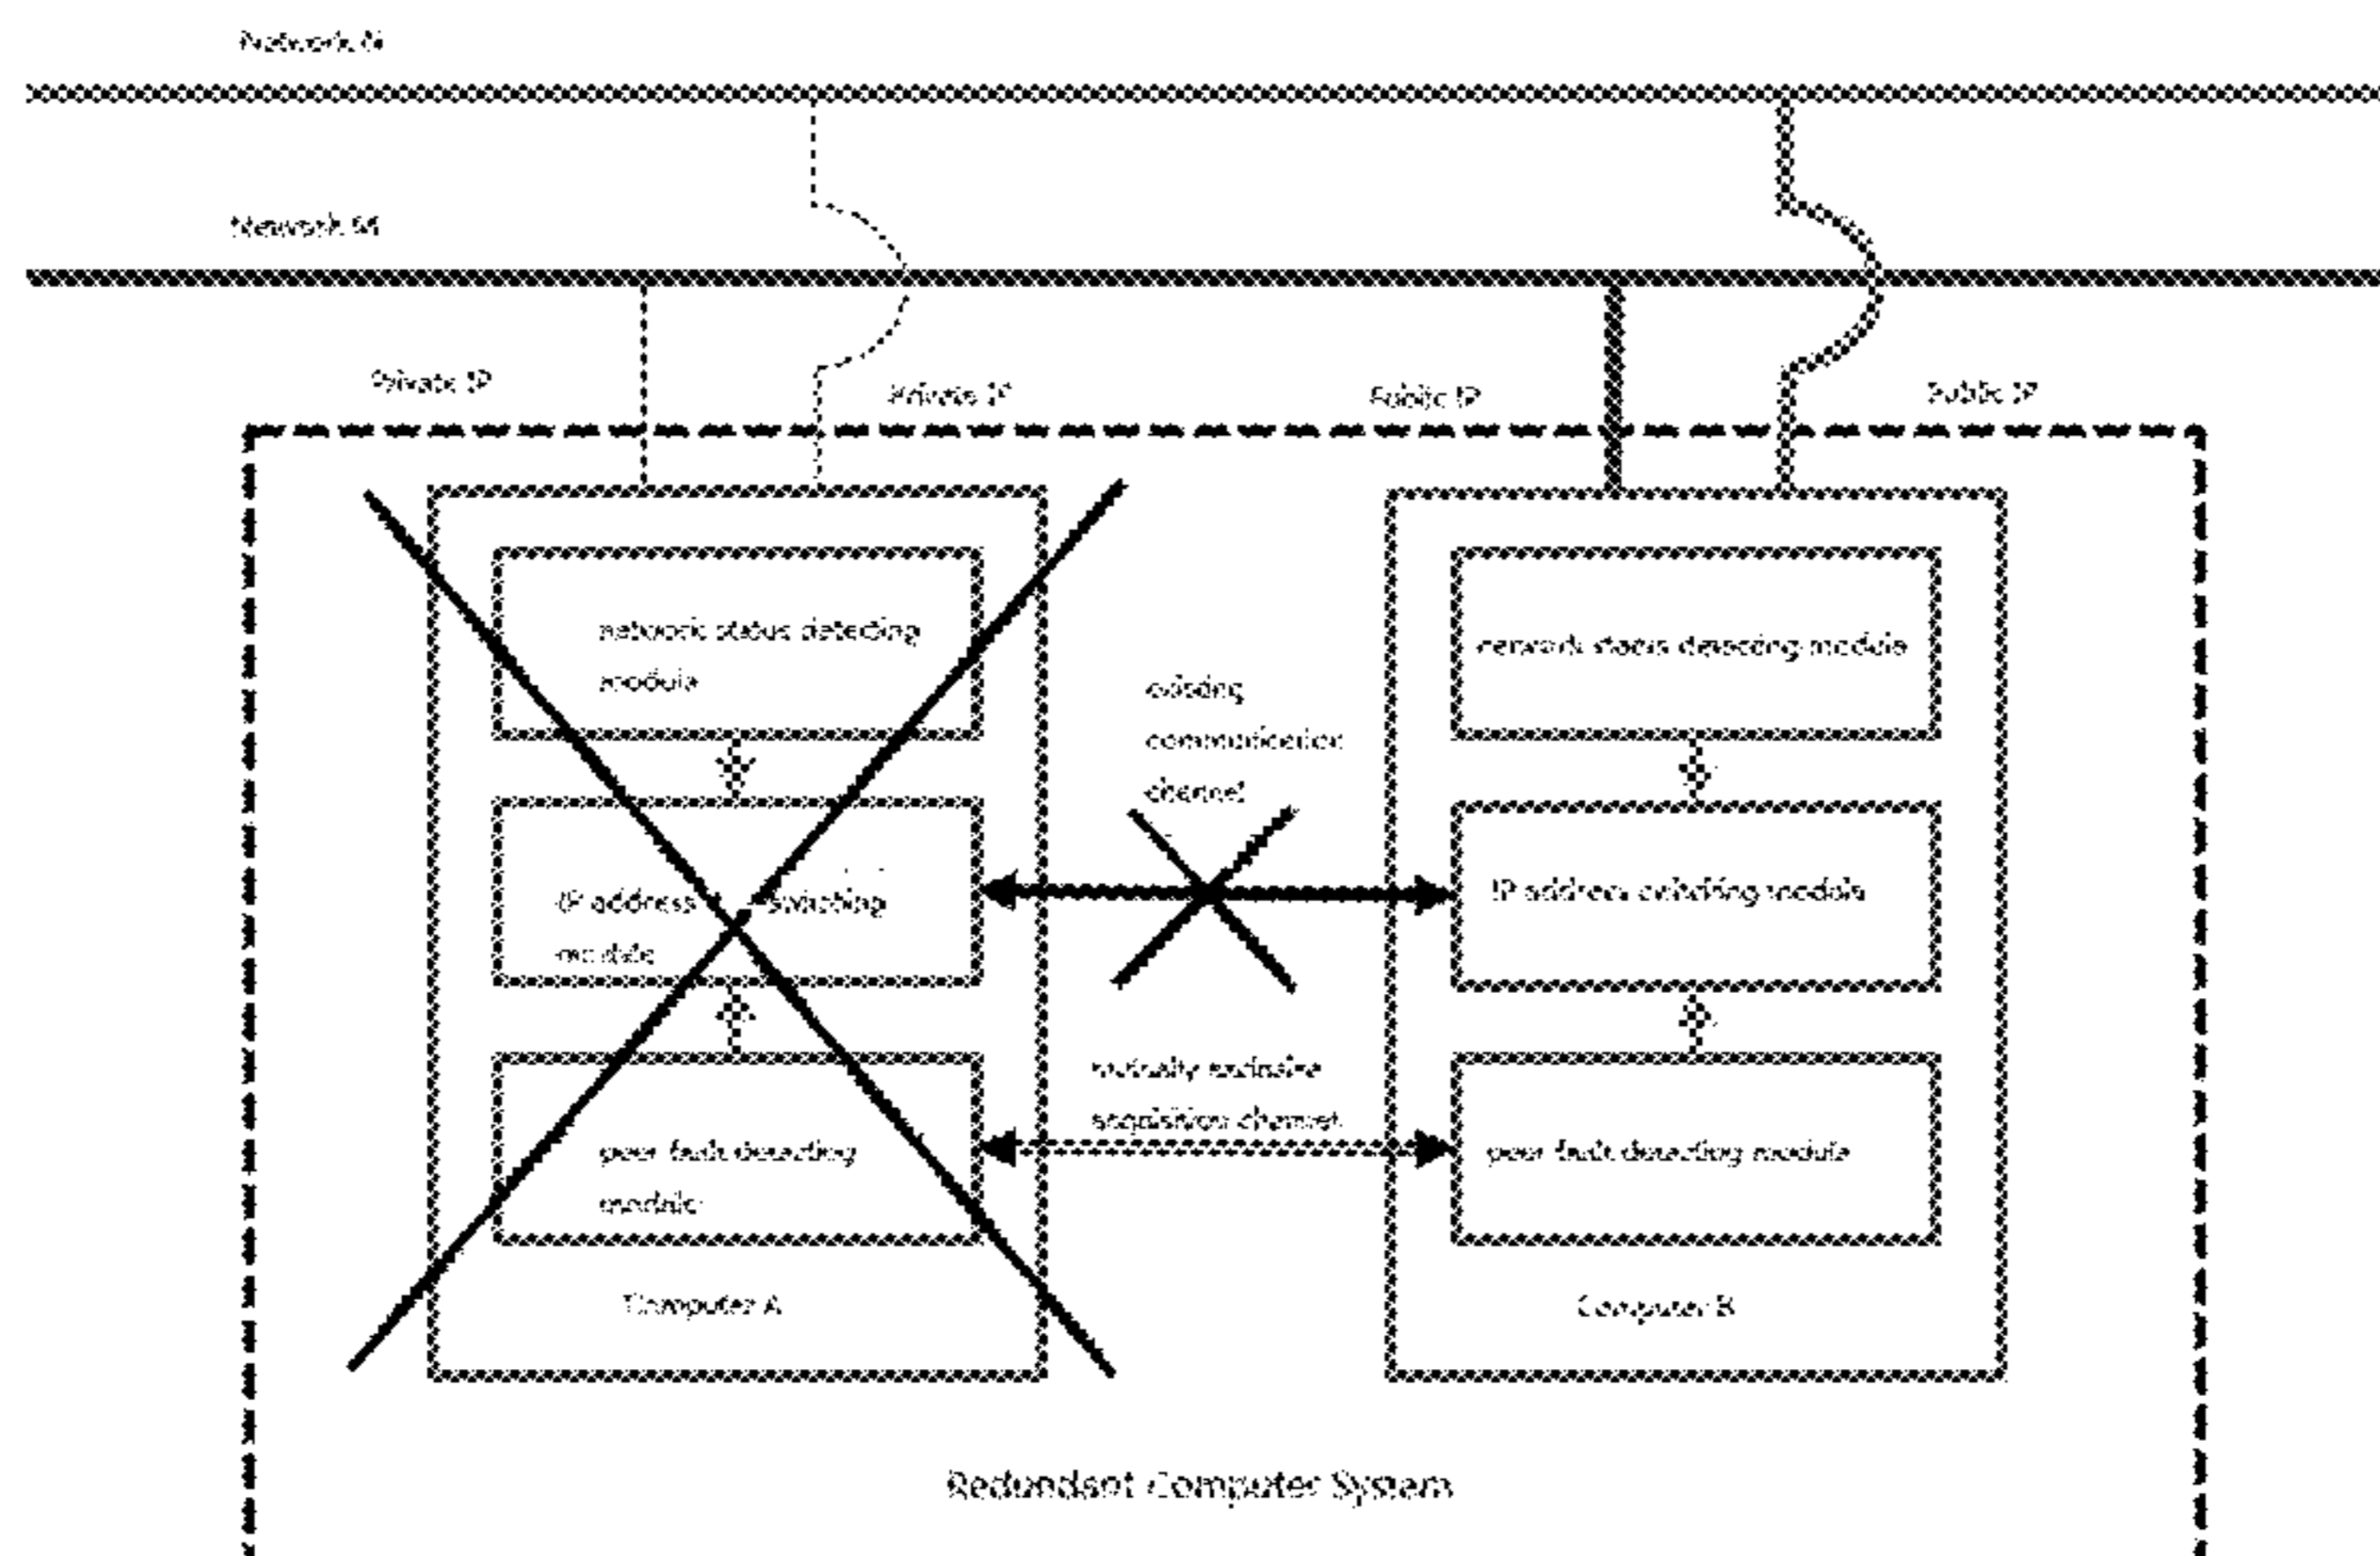 Network N
Network M
Private IP
Private IP
Public IP
Public IP
network status detecting
module
network status detecting module
existing
communication
channel
IP address switching
module
IP address switching module
mutually exclusive
acquisition channel
peer fault detecting
module
peer fault detecting module
Computer A
Computer B
Redundant Computer System